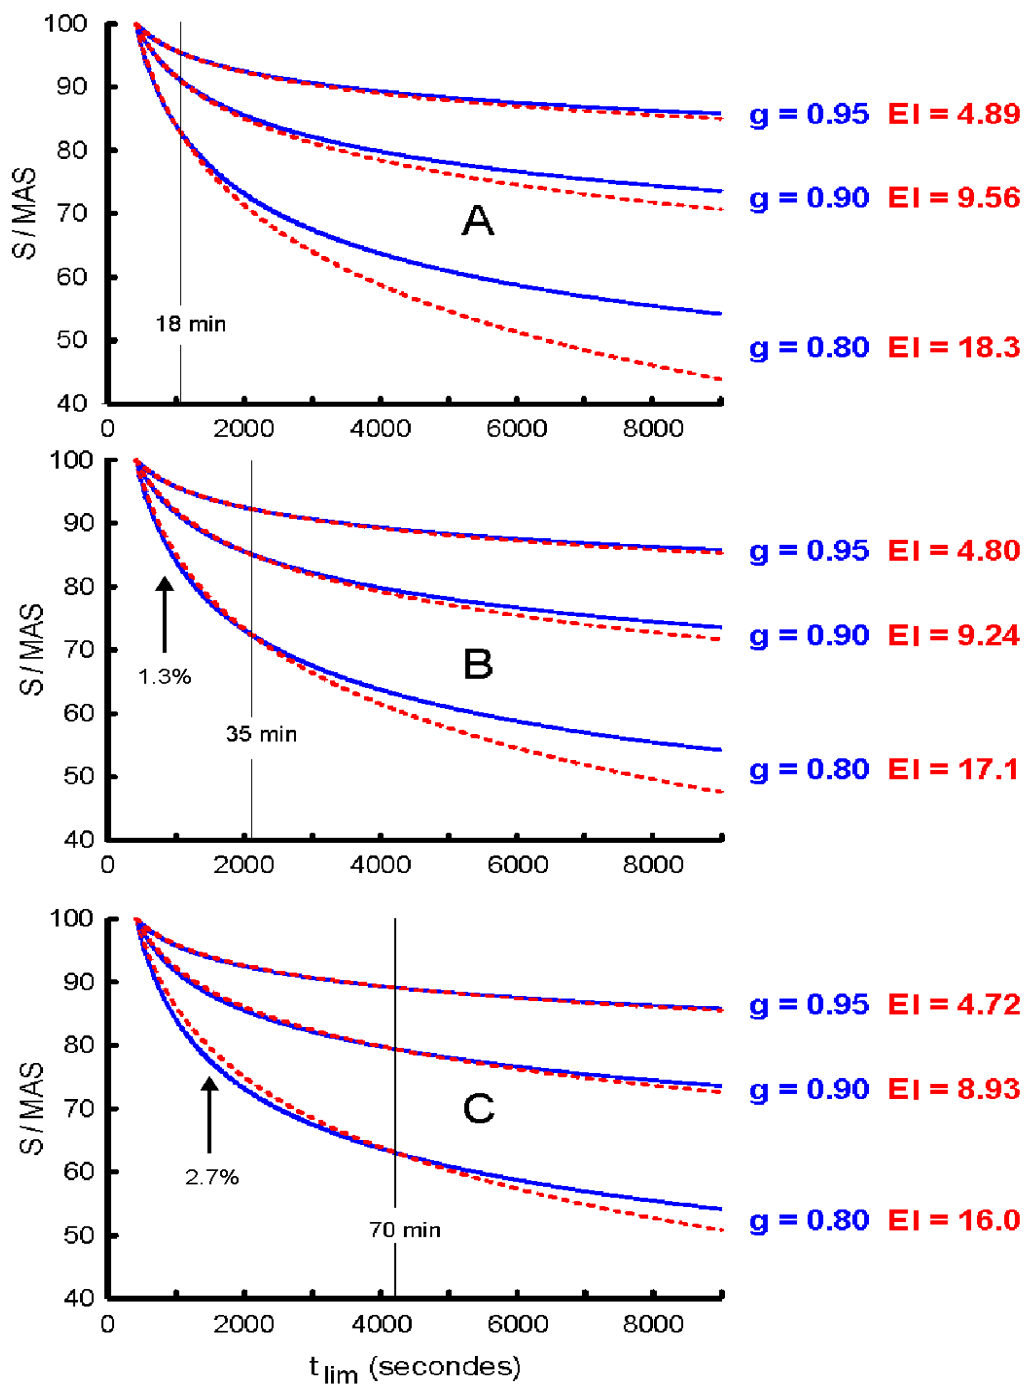 100
90
80
70
60
50
40
S / MAS
18 min
A
g = 0.95 EI = 4.89
g = 0.90 EI = 9.56
g = 0.80 EI = 18.3
0 2000 4000 6000 8000
100
90
80
70
60
50
40
S / MAS
1.3%
35 min
B
g = 0.95 EI = 4.80
g = 0.90 EI = 9.24
g = 0.80 EI = 17.1
0 2000 4000 6000 8000
100
90
80
70
60
50
40
S / MAS
2.7%
70 min
C
g = 0.95 EI = 4.72
g = 0.90 EI = 8.93
g = 0.80 EI = 16.0
0 2000 4000 6000 8000
t lim (secondes)